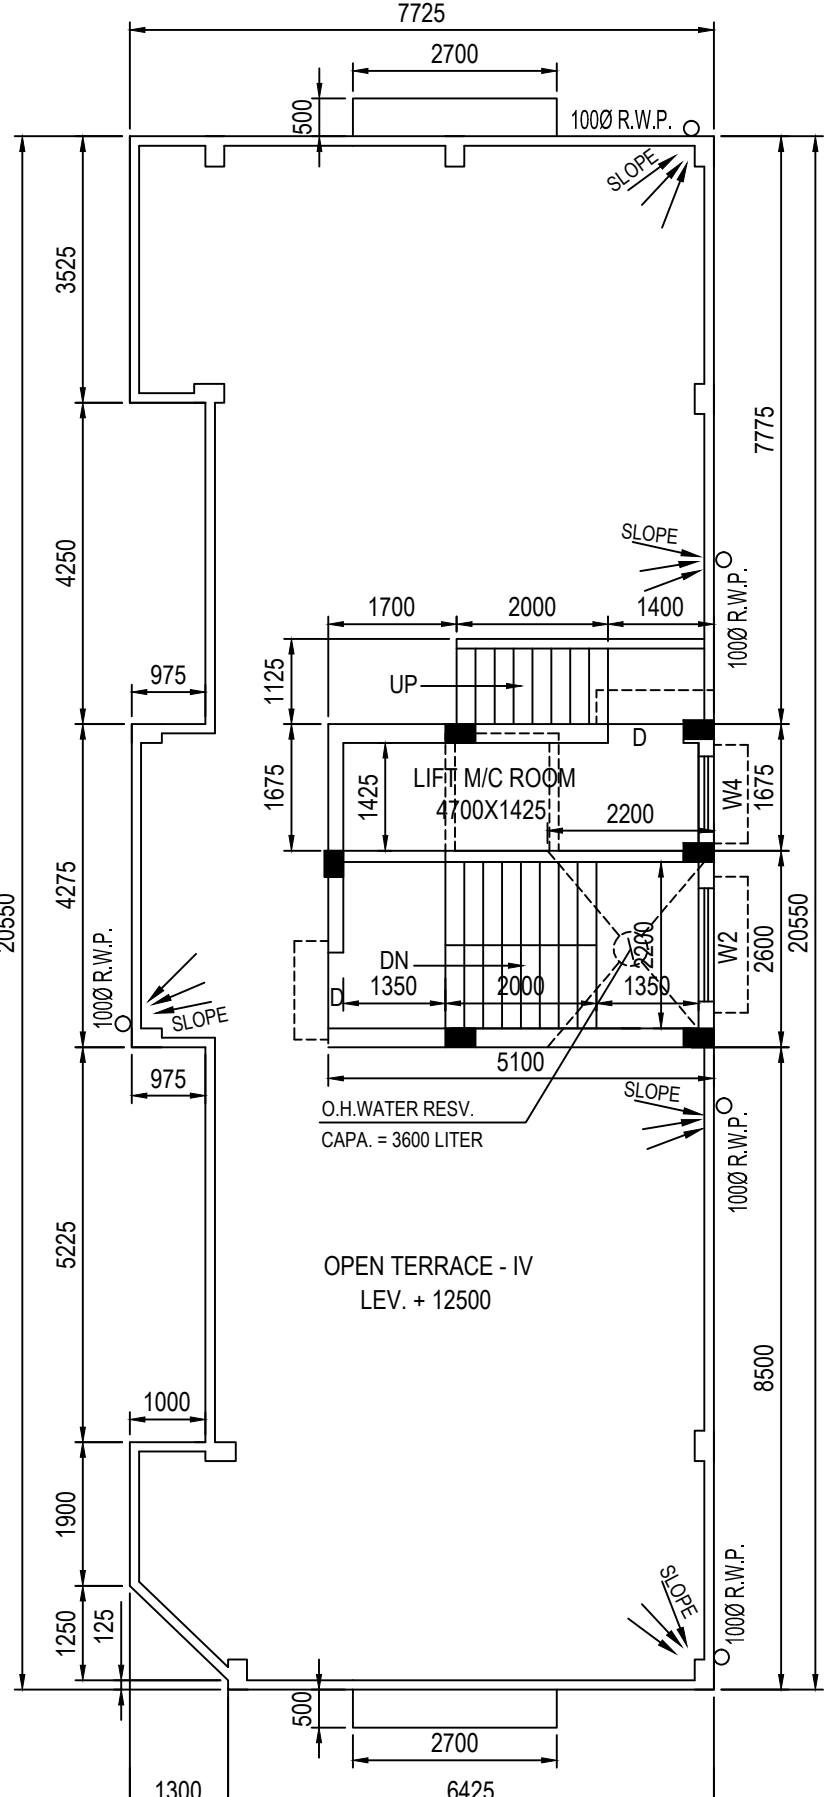 7725
2700
500
100Ø R.W.P.
SLOPE
3525
4250
7775
SLOPE
100Ø R.W.P.
1700
2000
1400
1125
975
UP
D
1675
1425
LIFT M/C ROOM
4700X1425
2200
W4
1675
4275
20550
20550
100Ø R.W.P.
SLOPE
DN
D
1350
2000
1350
2200
W2
2600
5100
975
O.H.WATER RESV.
CAPA. = 3600 LITER
SLOPE
100Ø R.W.P.
5225
OPEN TERRACE - IV
LEV. + 12500
8500
1000
1900
1250
125
SLOPE
100Ø R.W.P.
500
2700
1300
6425